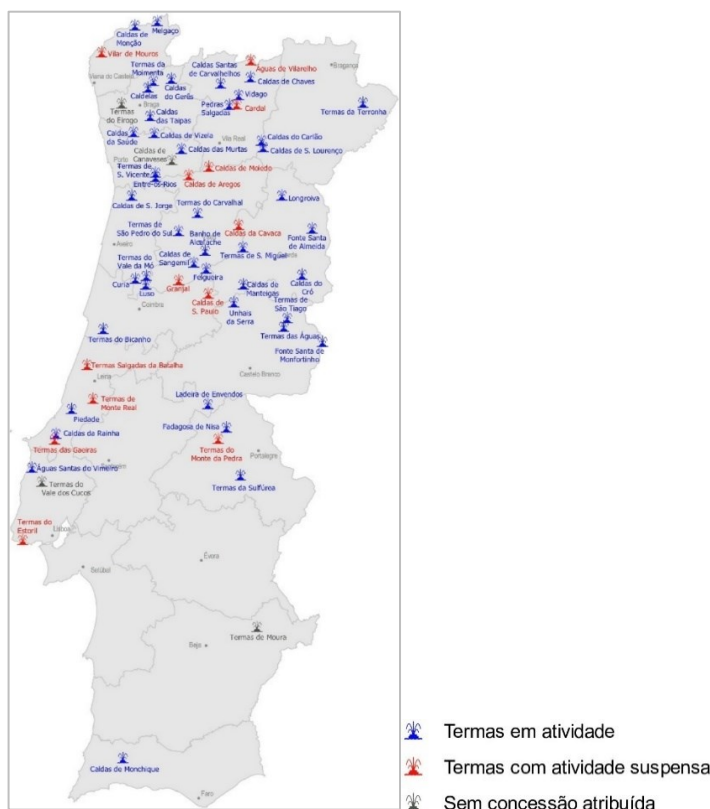 Melgaço
Caldas de
Monção
Vilar de Mouros
Viana do Castelo
Termas da
Moimenta
Caldas Santas
de Carvalhelhos
Águas de Vilarelho
Bragança
Caldas de Chaves
Caldas
do Gerês
Caldelas
Vidago
Termas da Terronha
Termas do
Eirogo
Braga
Pedras
Salgadas
Cardal
Caldas
das Taipas
Caldas
da Saúde
Caldas de Vizela
Vila Real
Caldas do Carlão
Caldas de S. Lourenço
Caldas das Murtas
Caldas de
Canaveses
Porto
Termas de
S. Vicente
Caldas de Moledo
Entre-os-Rios
Caldas de Aregos
Caldas de S. Jorge
Termas do Carvalhal
Longroiva
Termas de
São Pedro do Sul
Caldas da Cavaca
Fonte Santa
de Almeida
Aveiro
Banho de
Alcafache
Termas de S. Miguel
Guarda
Termas do
Vale da Mó
Caldas de
Sangemil
Felgueira
Caldas do
Cró
Curia
Luso
Granjal
Caldas de
Manteigas
Coimbra
Caldas de
S. Paulo
Unhais
da Serra
Termas de
São Tiago
Termas do Bicanho
Termas das Águas
Fonte Santa de
Monfortinho
Termas Salgadas da Batalha
Castelo Branco
Leiria
Termas de
Monte Real
Ladeira de Envendos
Piedade
Fadagosa de Nisa
Caldas da Rainha
Termas das Gaeiras
Termas do
Monte da Pedra
Portalegre
Santarém
Águas Santas do Vimeiro
Termas do
Vale dos Cucos
Termas da Sulfúrea
Termas do
Estoril
Lisboa
Setúbal
Évora
Termas de Moura
Beja
Caldas de Monchique
Faro
Termas em atividade
Termas com atividade suspensa
Sem concessão atribuída